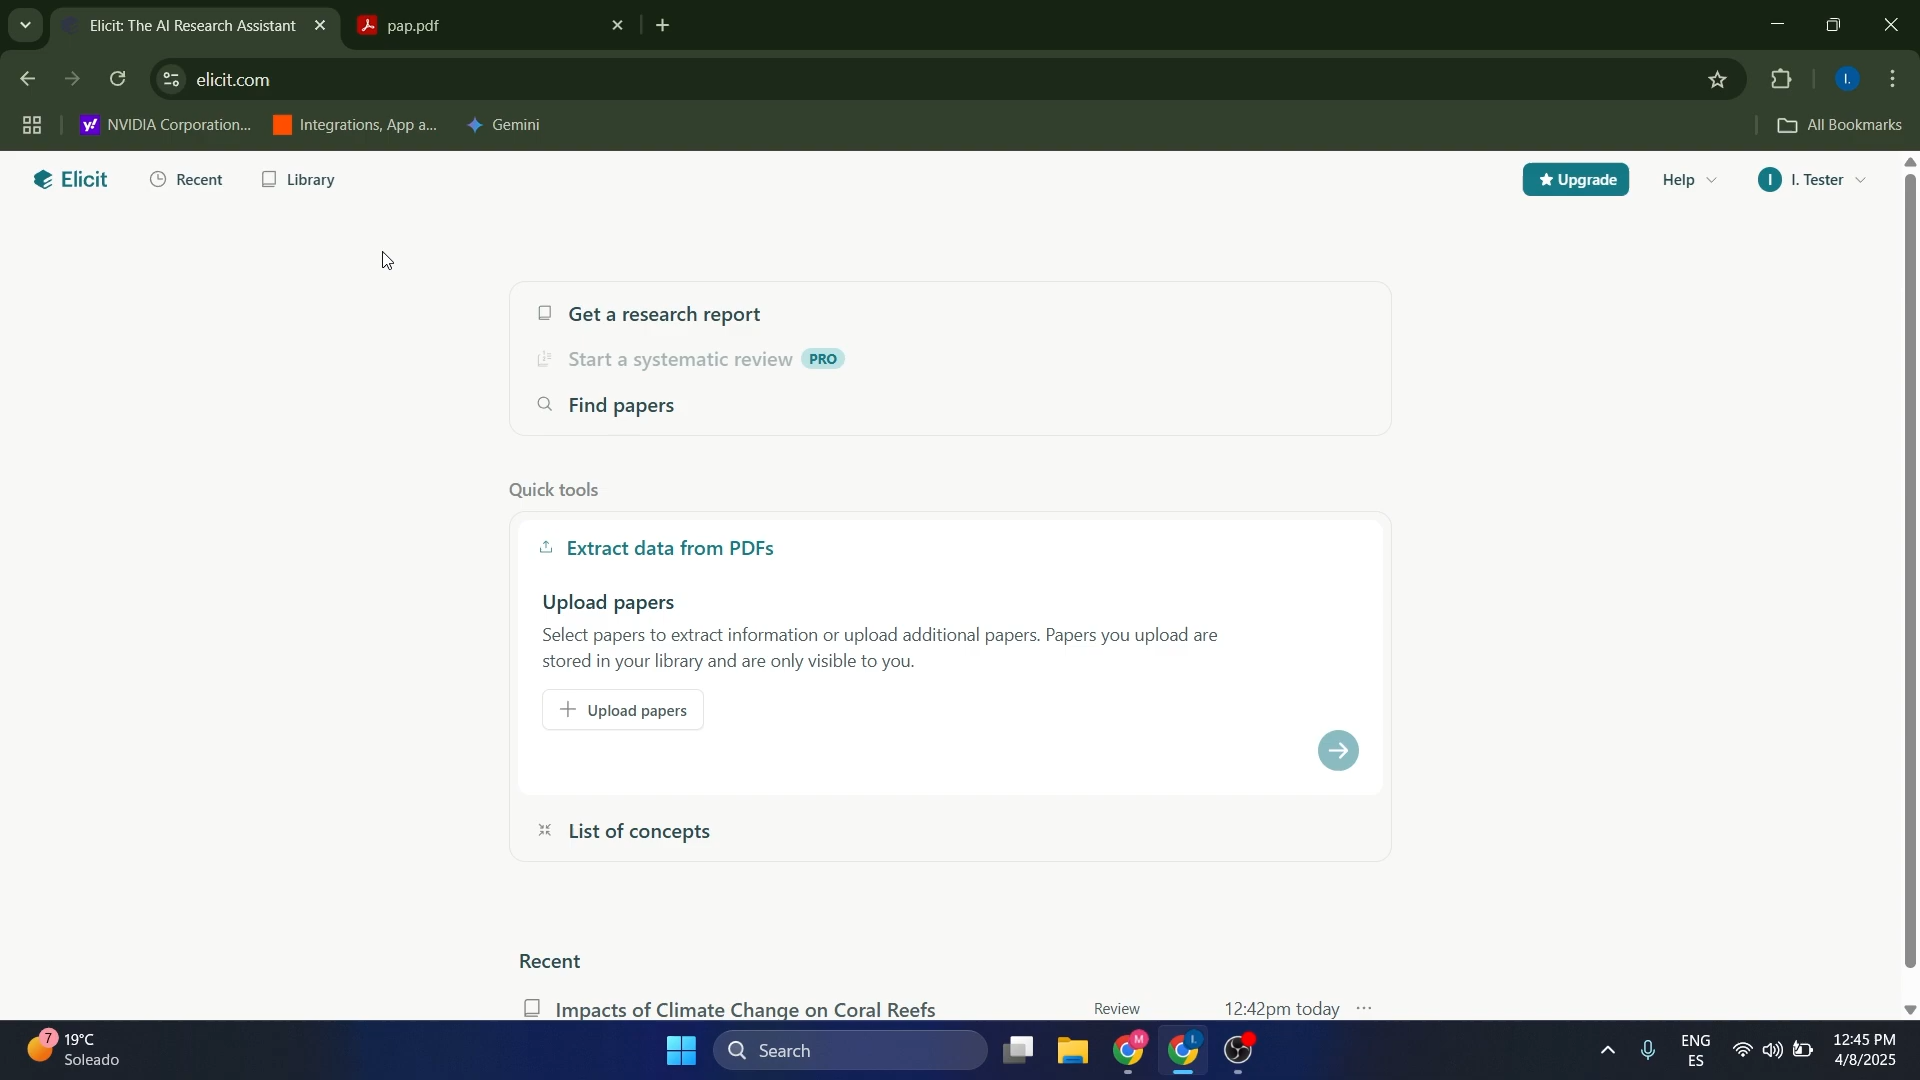 Elicit: The AI Research Assistant
pap.pdf
elicit.com
I.
NVIDIA Corporation...
Integrations, App a...
Gemini
All Bookmarks
Elicit
Recent
Library
Upgrade
Help
I
I. Tester
Get a research report
Start a systematic review PRO
Find papers
Quick tools
Extract data from PDFs
Upload papers
Select papers to extract information or upload additional papers. Papers you upload are
stored in your library and are only visible to you.
Upload papers
List of concepts
Recent
Impacts of Climate Change on Coral Reefs
Review
12:42pm today
7
19°C
Soleado
Search
M
I.
ENG
ES
12:45 PM
4/8/2025